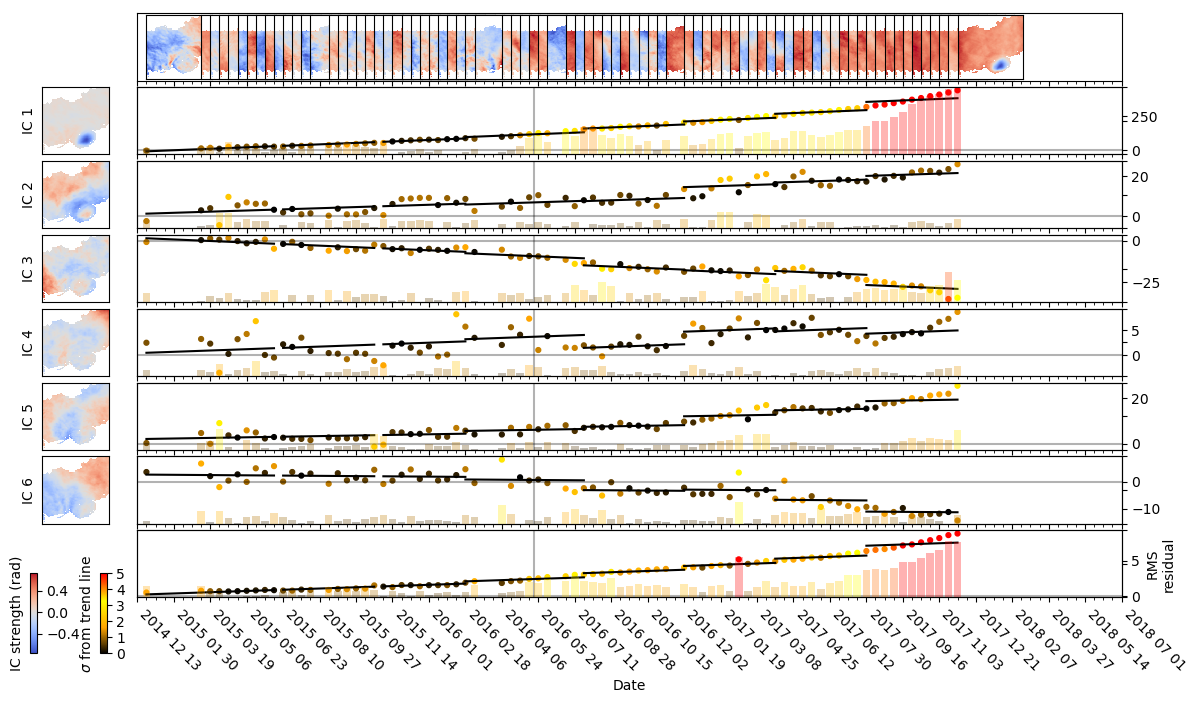 IC 1
250
0
IC 2
20
0
IC 3
0
−25
IC 4
5
0
IC 5
20
0
IC 6
0
−10
5
0
RMS
residual
IC strength (rad)
0.4
0.0
−0.4
σ from trend line
5
4
3
2
1
0
2014 12 13
2015 01 30
2015 03 19
2015 05 06
2015 06 23
2015 08 10
2015 09 27
2015 11 14
2016 01 01
2016 02 18
2016 04 06
2016 05 24
2016 07 11
2016 08 28
2016 10 15
2016 12 02
2017 01 19
2017 03 08
2017 04 25
2017 06 12
2017 07 30
2017 09 16
2017 11 03
2017 12 21
2018 02 07
2018 03 27
2018 05 14
2018 07 01
Date